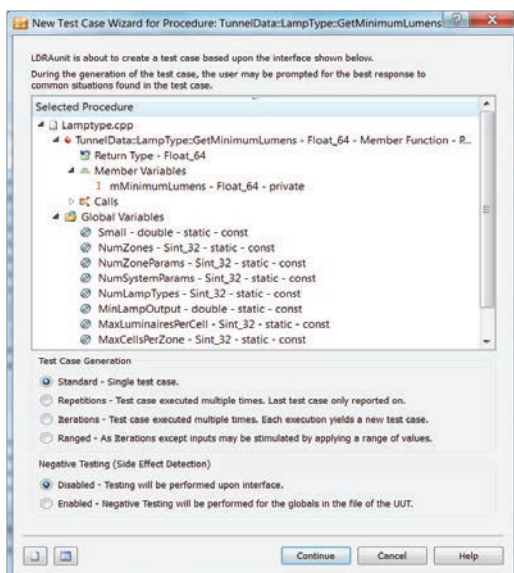 New Test Case Wizard for Procedure: TunnelData::LampType::GetMinimumLumens
LDRAunit is about to create a test case based upon the interface shown below.
During the generation of the test case, the user may be prompted for the best response to
common situations found in the test case.
Selected Procedure
Lamptype.cpp
TunnelData::LampType::GetMinimumLumens - Float_64 - Member Function - P...
Return Type - Float_64
Member Variables
mMinimumLumens - Float_64 - private
Calls
Global Variables
Small - double - static - const
NumZones - Sint_32 - static - const
NumZoneParams - Sint_32 - static - const
NumSystemParams - Sint_32 - static - const
NumLampTypes - Sint_32 - static - const
MinLampOutput - double - static - const
MaxLuminairesPerCell - Sint_32 - static - const
MaxCellsPerZone - Sint_32 - static - const
Test Case Generation
Standard - Single test case.
Repetitions - Test case executed multiple times. Last test case only reported on.
Iterations - Test case executed multiple times. Each execution yields a new test case.
Ranged - As Iterations except inputs may be stimulated by applying a range of values.
Negative Testing (Side Effect Detection)
Disabled - Testing will be performed upon interface.
Enabled - Negative Testing will be performed for the globals in the file of the UUT.
Continue Cancel Help